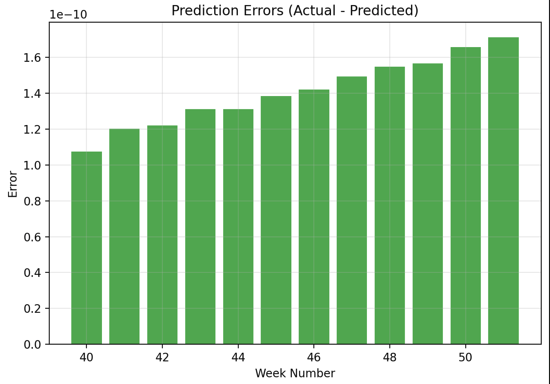 Prediction Errors (Actual - Predicted)
1e−10
1.6
1.4
1.2
1.0
0.8
0.6
0.4
0.2
0.0
Error
40 42 44 46 48 50
Week Number